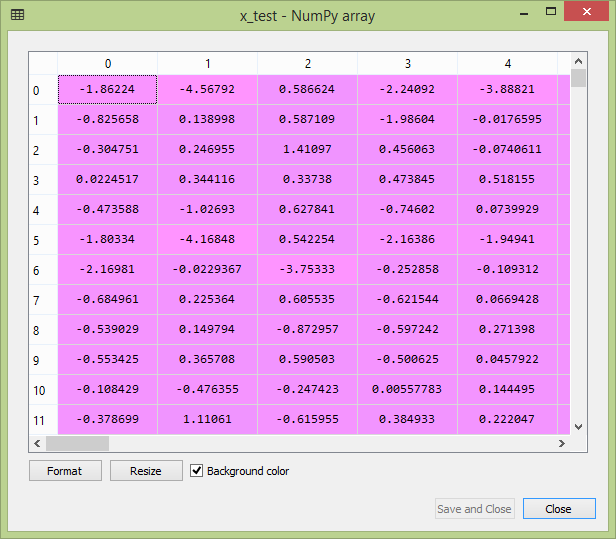 x_test - NumPy array
0 1 2 3 4
0 -1.86224 -4.56792 0.586624 -2.24092 -3.88821
1 -0.825658 0.138998 0.587109 -1.98604 -0.0176595
2 -0.304751 0.246955 1.41097 0.456063 -0.0740611
3 0.0224517 0.344116 0.33738 0.473845 0.518155
4 -0.473588 -1.02693 0.627841 -0.74602 0.0739929
5 -1.80334 -4.16848 0.542254 -2.16386 -1.94941
6 -2.16981 -0.0229367 -3.75333 -0.252858 -0.109312
7 -0.684961 0.225364 0.605535 -0.621544 0.0669428
8 -0.539029 0.149794 -0.872957 -0.597242 0.271398
9 -0.553425 0.365708 0.590503 -0.500625 0.0457922
10 -0.108429 -0.476355 -0.247423 0.00557783 0.144495
11 -0.378699 1.11061 -0.615955 0.384933 0.222047
Format Resize Background color
Save and Close Close